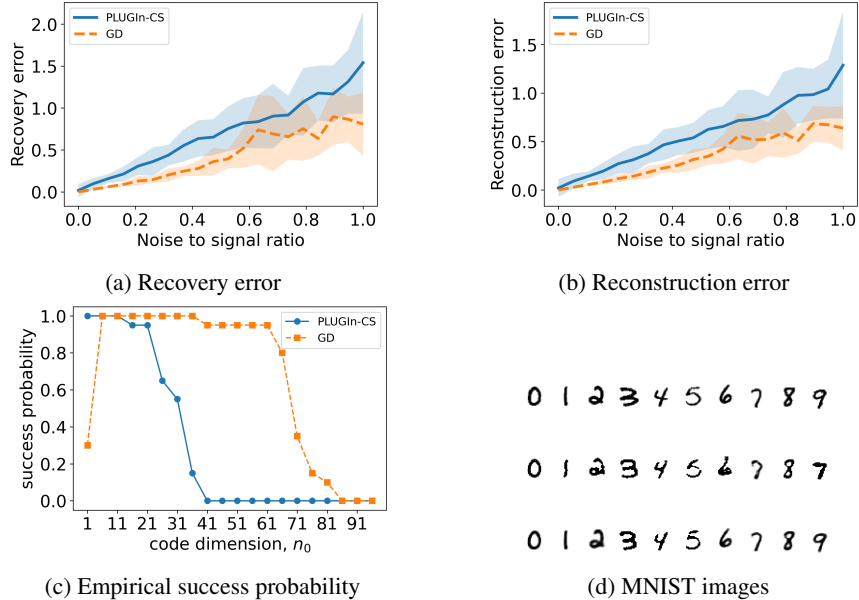 PLUGIn-CS
GD
2.0
1.5
1.0
0.5
0.0
Recovery error
0.0 0.2 0.4 0.6 0.8 1.0
Noise to signal ratio
(a) Recovery error
PLUGIn-CS
GD
1.5
1.0
0.5
0.0
Reconstruction error
0.0 0.2 0.4 0.6 0.8 1.0
Noise to signal ratio
(b) Reconstruction error
PLUGIn-CS
GD
1.0
0.8
0.6
0.4
0.2
0.0
success probability
1 11 21 31 41 51 61 71 81 91
code dimension, n₀
(c) Empirical success probability
0 1 2 3 4 5 6 7 8 9
0 1 2 3 4 5 6 7 8 7
0 1 2 3 4 5 6 7 8 9
(d) MNIST images